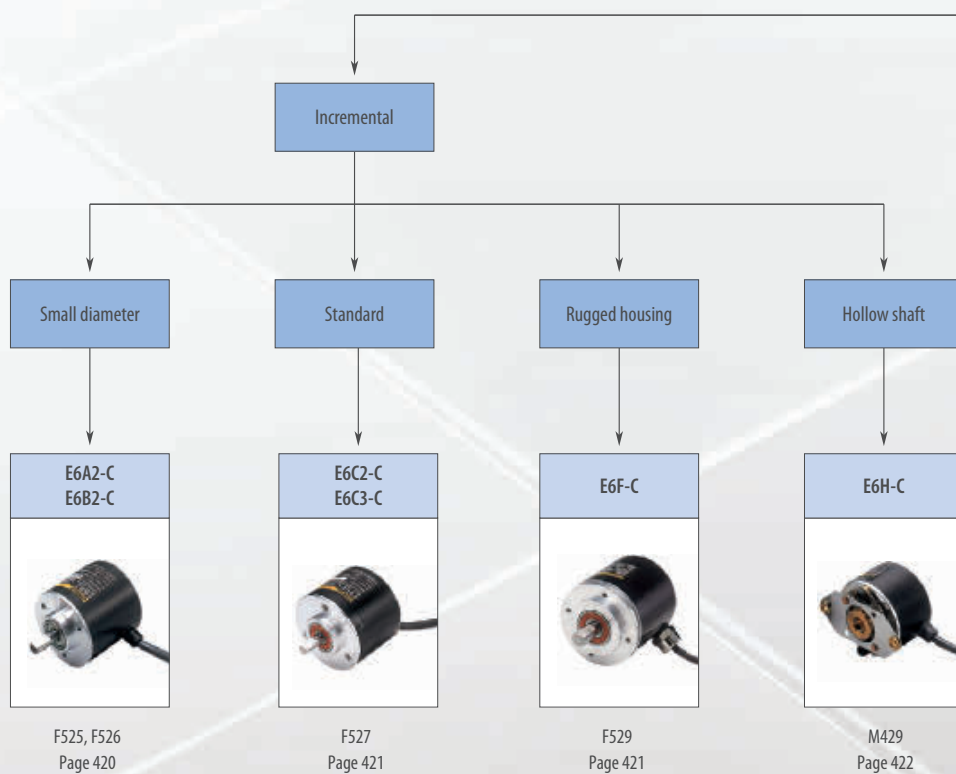 Incremental
Small diameter
Standard
Rugged housing
Hollow shaft
E6A2-C
E6B2-C
E6C2-C
E6C3-C
E6F-C
E6H-C
F525, F526
Page 420
F527
Page 421
F529
Page 421
M429
Page 422